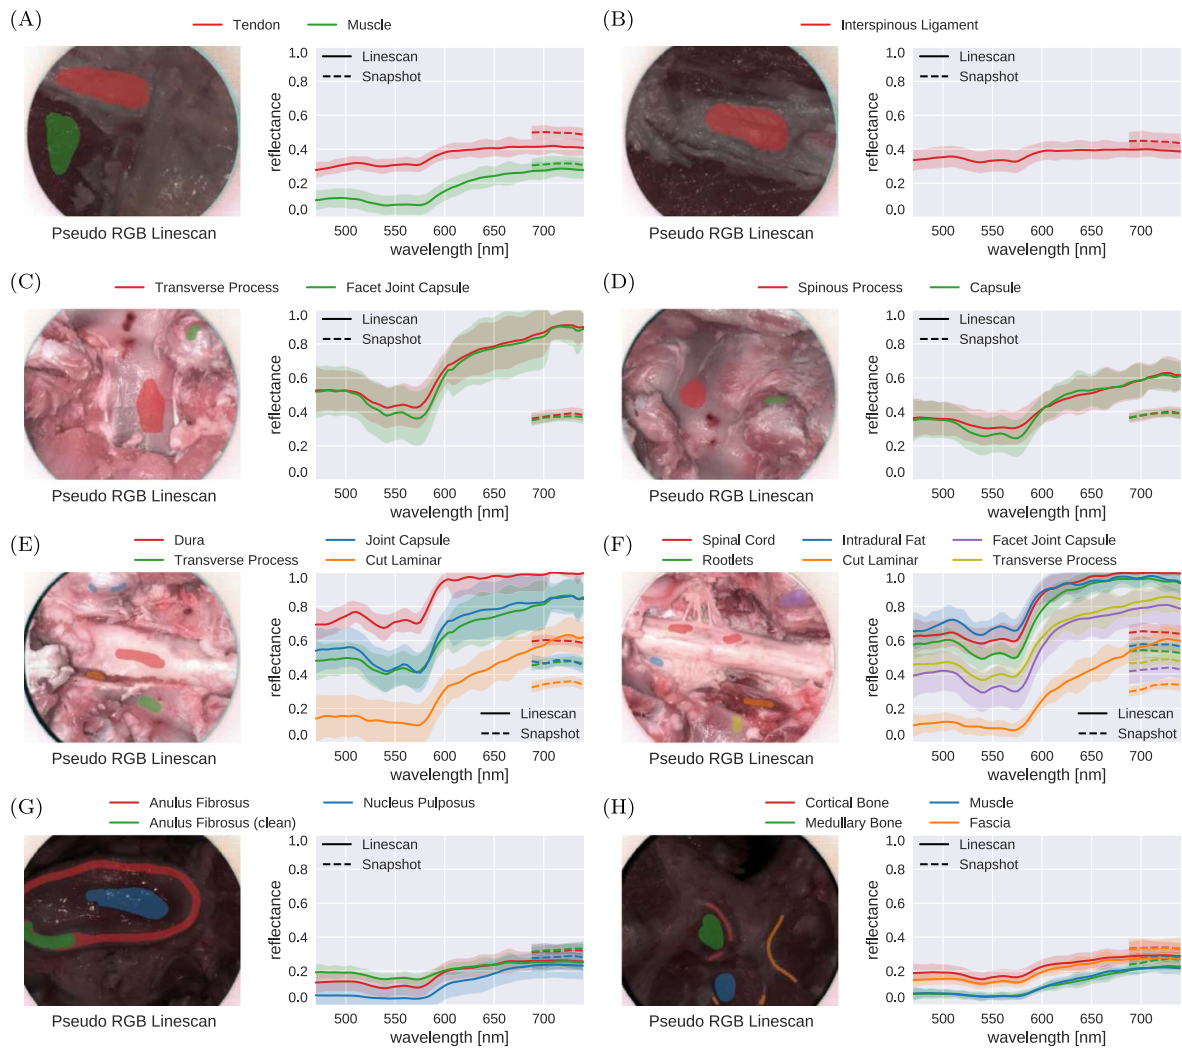 (A)
Tendon Muscle
1.0
0.8
0.6
0.4
0.2
0.0
reflectance
Linescan
Snapshot
500 550 600 650 700
wavelength [nm]
Pseudo RGB Linescan
(B)
Interspinous Ligament
1.0
0.8
0.6
0.4
0.2
0.0
reflectance
Linescan
Snapshot
500 550 600 650 700
wavelength [nm]
Pseudo RGB Linescan
(C)
Transverse Process Facet Joint Capsule
1.0
0.8
0.6
0.4
0.2
0.0
reflectance
Linescan
Snapshot
500 550 600 650 700
wavelength [nm]
Pseudo RGB Linescan
(D)
Spinous Process Capsule
1.0
0.8
0.6
0.4
0.2
0.0
reflectance
Linescan
Snapshot
500 550 600 650 700
wavelength [nm]
Pseudo RGB Linescan
(E)
Dura Joint Capsule
Transverse Process Cut Laminar
1.0
0.8
0.6
0.4
0.2
0.0
reflectance
Linescan
Snapshot
500 550 600 650 700
wavelength [nm]
Pseudo RGB Linescan
(F)
Spinal Cord Intradural Fat Facet Joint Capsule
Rootlets Cut Laminar Transverse Process
1.0
0.8
0.6
0.4
0.2
0.0
reflectance
Linescan
Snapshot
500 550 600 650 700
wavelength [nm]
Pseudo RGB Linescan
(G)
Anulus Fibrosus Nucleus Pulposus
Anulus Fibrosus (clean)
1.0
0.8
0.6
0.4
0.2
0.0
reflectance
Linescan
Snapshot
500 550 600 650 700
wavelength [nm]
Pseudo RGB Linescan
(H)
Cortical Bone Muscle
Medullary Bone Fascia
1.0
0.8
0.6
0.4
0.2
0.0
reflectance
Linescan
Snapshot
500 550 600 650 700
wavelength [nm]
Pseudo RGB Linescan